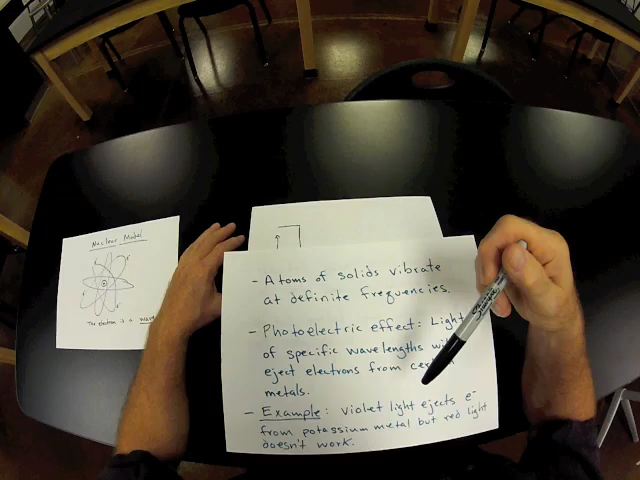 Nuclear Model
The electron is a wave
- Atoms of solids vibrate
at definite frequencies.
- Photoelectric effect: Light
of specific wavelengths
eject electrons from
metals.
- Example: Violet light ejects e-
from potassium metal but red light
doesn't work.
Sharpie